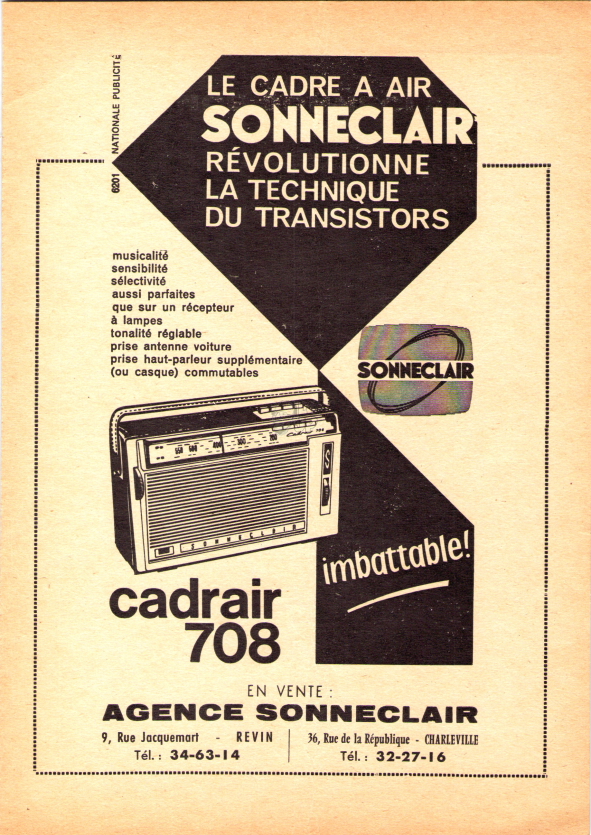 6201 NATIONALE PUBLICITÉ
LE CADRE A AIR
SONNECLAIR
RÉVOLUTIONNE
LA TECHNIQUE
DU TRANSISTORS
musicalité
sensibilité
sélectivité
aussi parfaites
que sur un récepteur
à lampes
tonalité réglable
prise antenne voiture
prise haut-parleur supplémentaire
(ou casque) commutables
SONNECLAIR
Cadrair 708
SONNECLAIR
imbattable!
cadrair
708
EN VENTE :
AGENCE SONNECLAIR
9, Rue Jacquemart - REVIN
Tél. : 34-63-14
36, Rue de la République - CHARLEVILLE
Tél. : 32-27-16